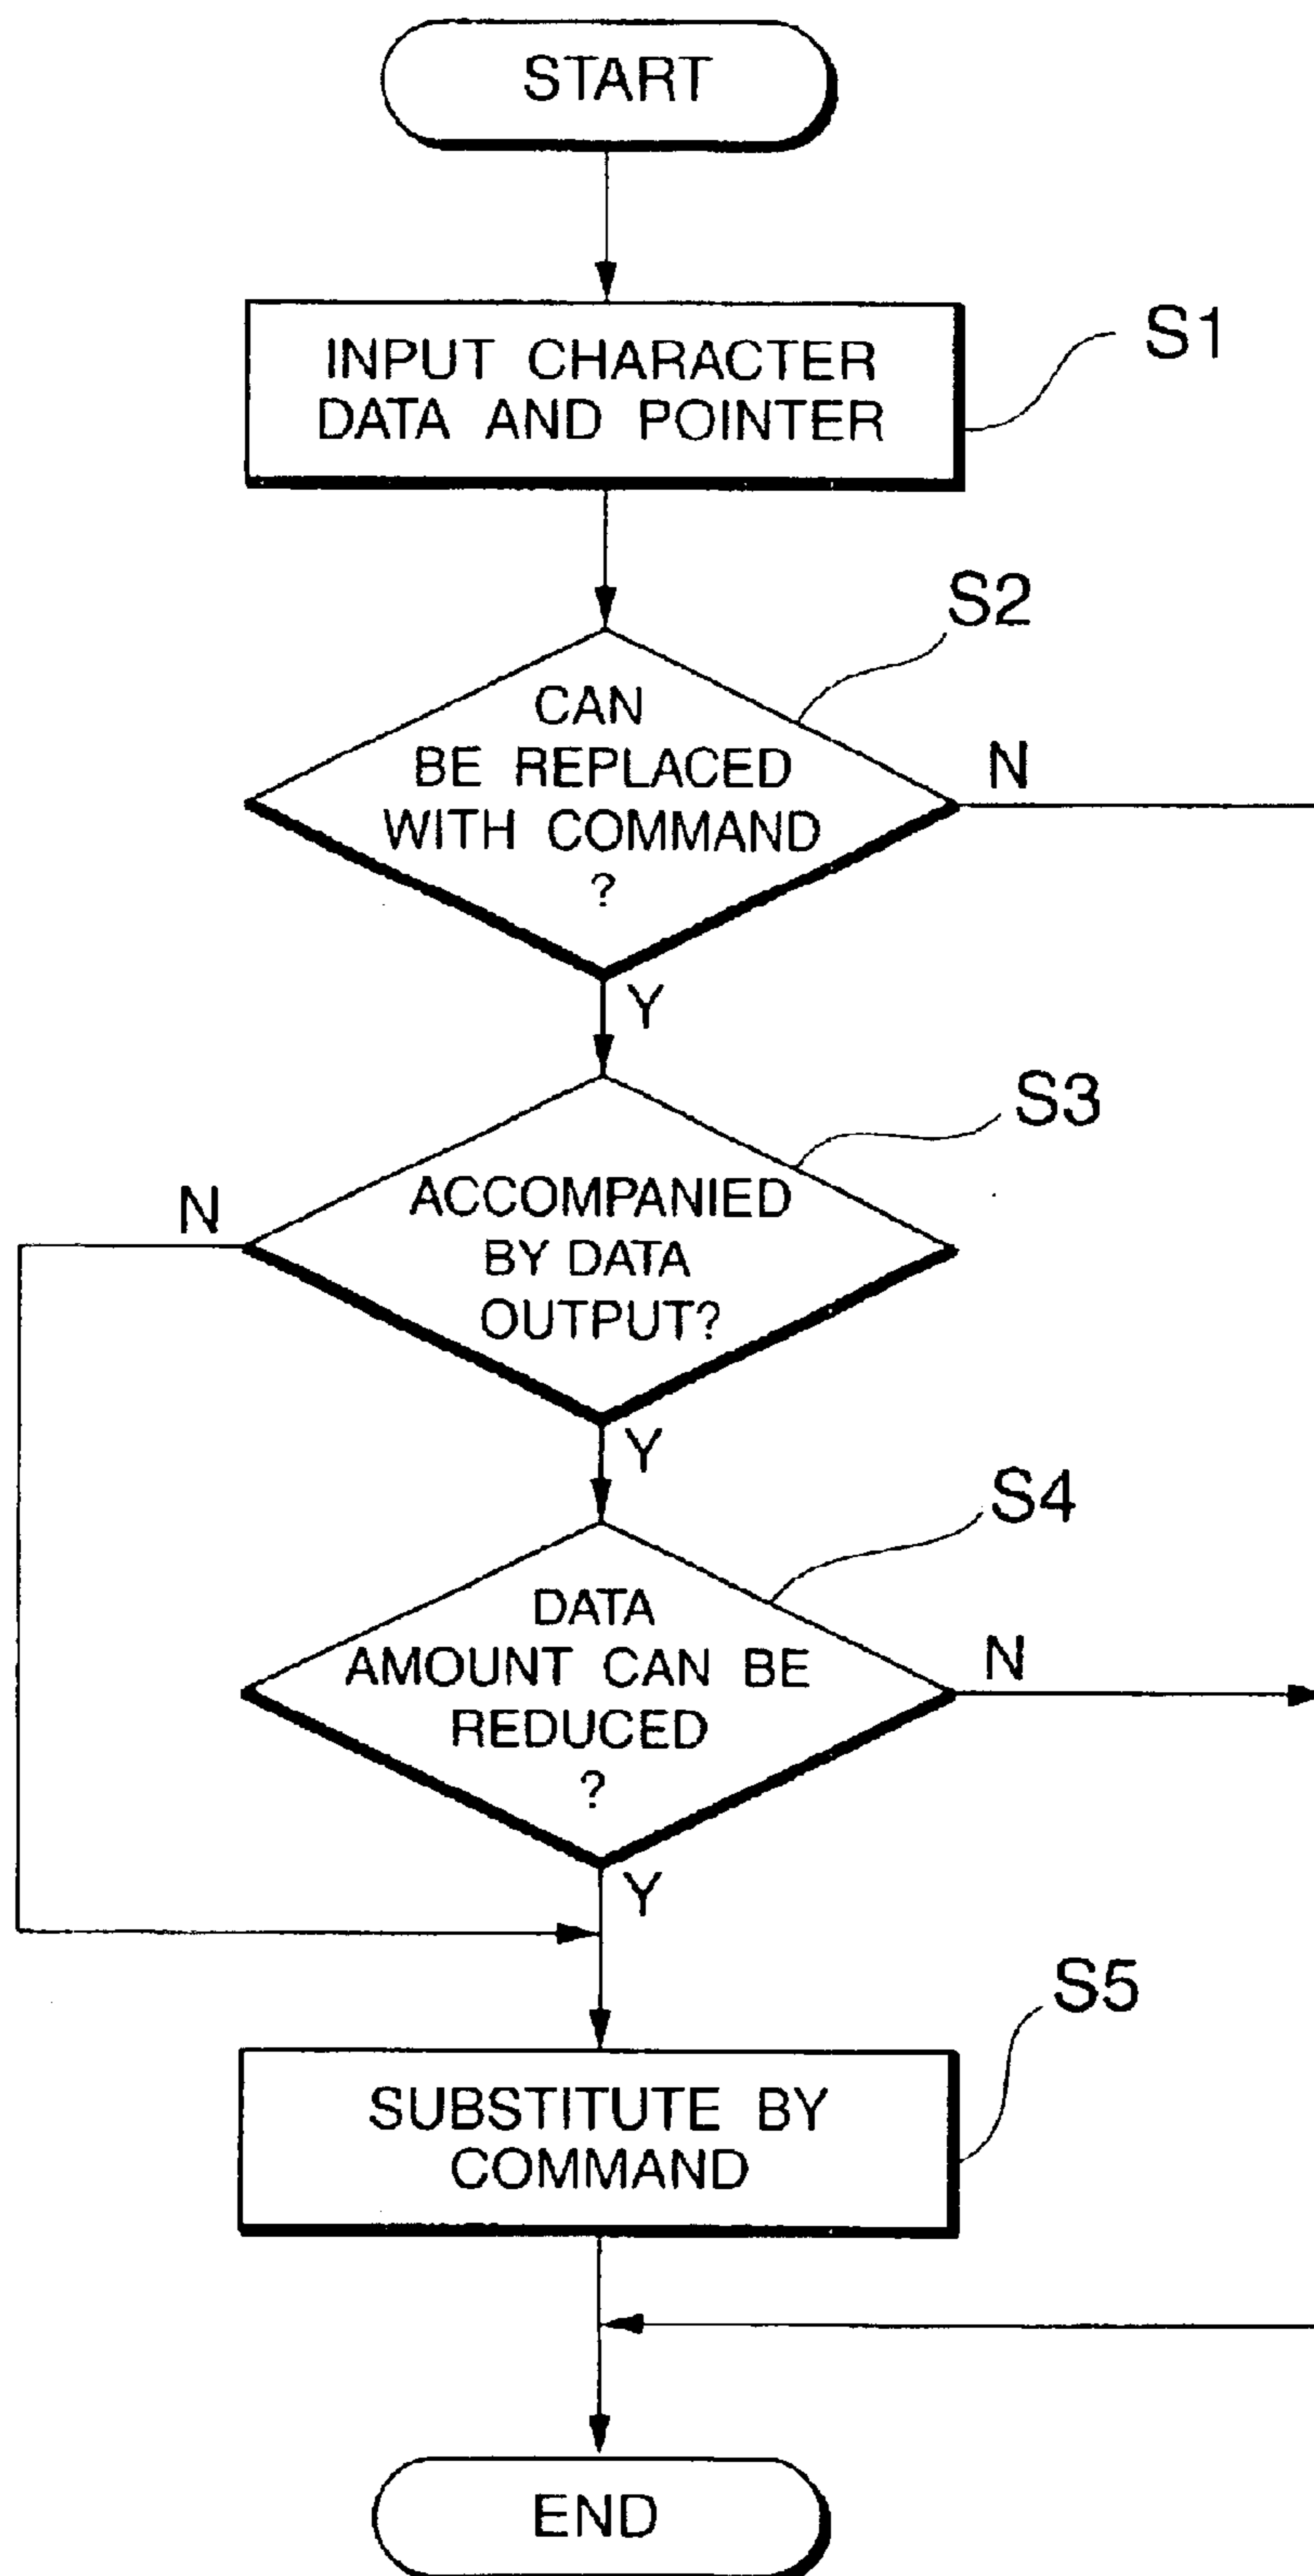 START
INPUT CHARACTER
DATA AND POINTER
S1
S2
CAN
BE REPLACED
WITH COMMAND
?
N
Y
S3
ACCOMPANIED
BY DATA
OUTPUT?
N
Y
S4
DATA
AMOUNT CAN BE
REDUCED
?
N
Y
S5
SUBSTITUTE BY
COMMAND
END